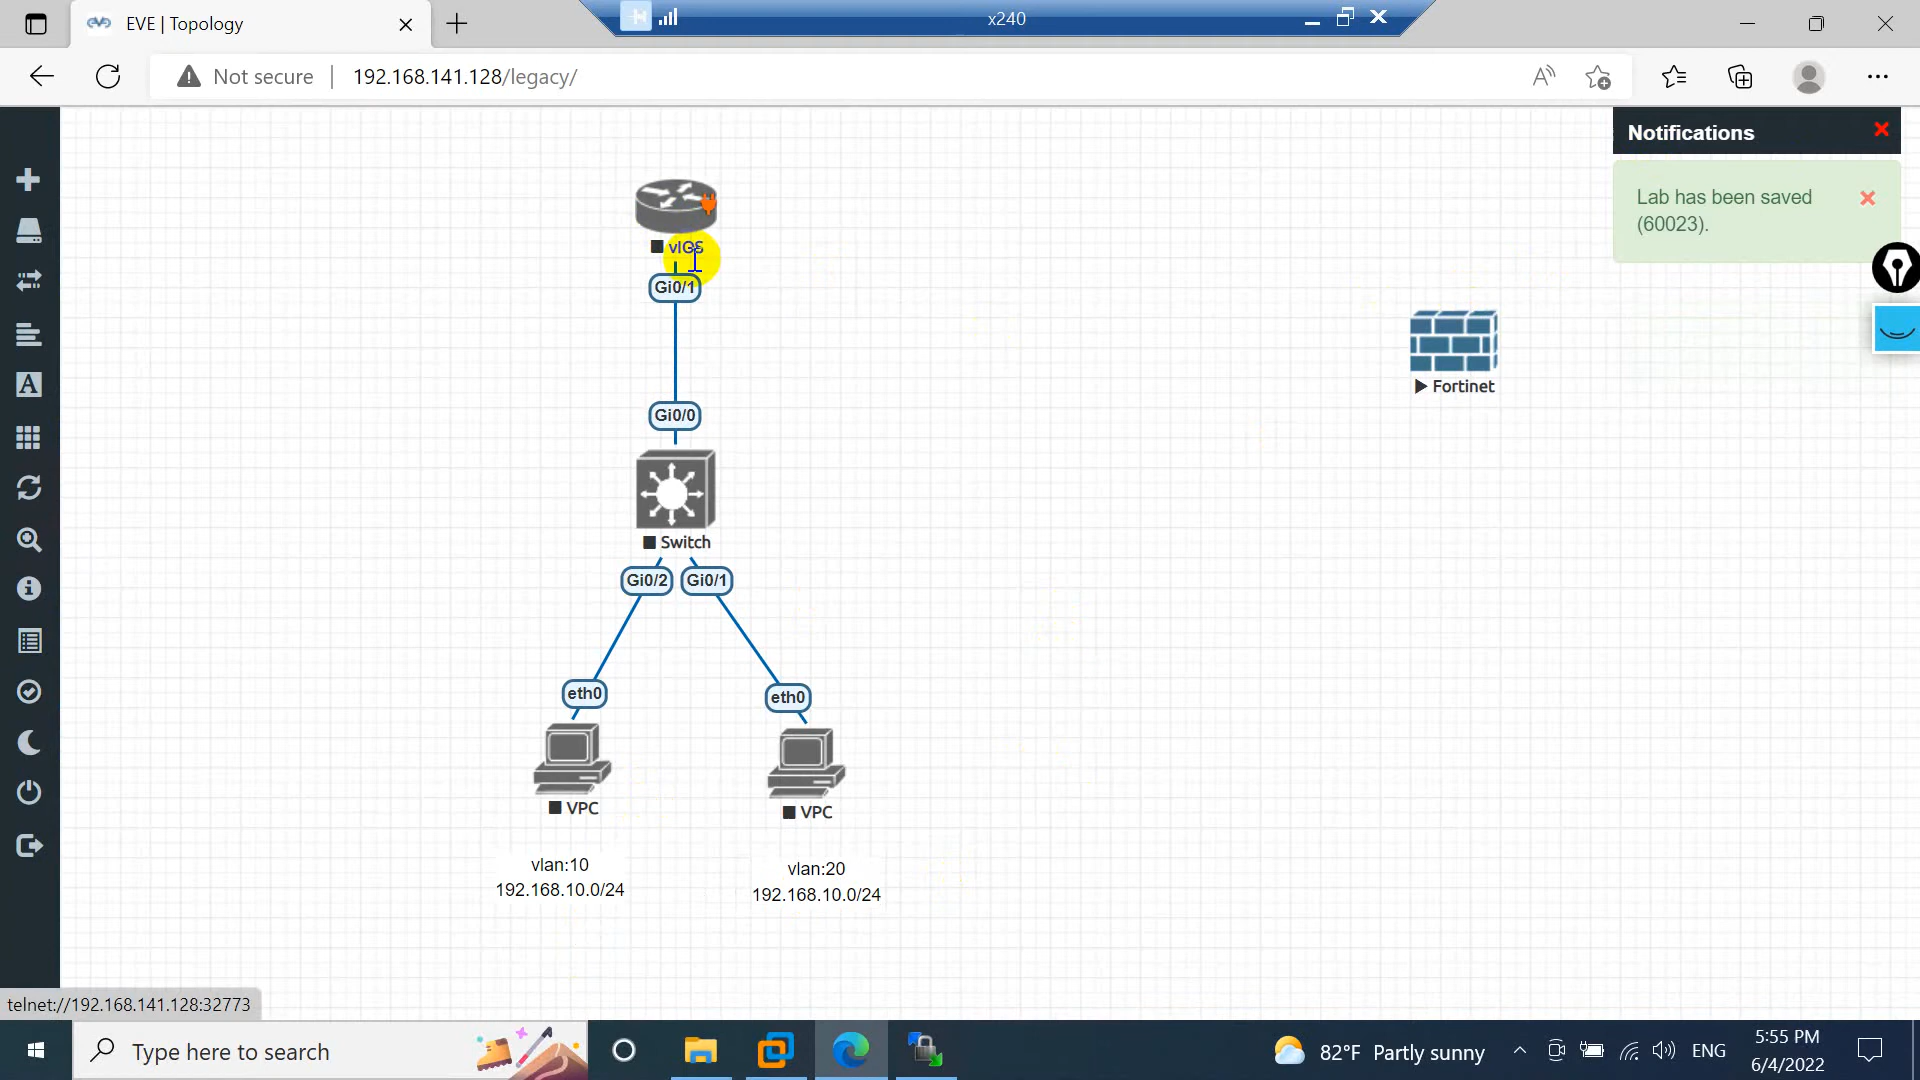 EVE | Topology
x240
Not secure
192.168.141.128/legacy/
Notifications
Lab has been saved
(60023).
vIOS
Gi0/1
Fortinet
Gi0/0
Switch
Gi0/2
Gi0/1
eth0
eth0
VPC
VPC
vlan:10
192.168.10.0/24
vlan:20
192.168.10.0/24
telnet://192.168.141.128:32773
Type here to search
82°F Partly sunny
ENG
5:55 PM
6/4/2022